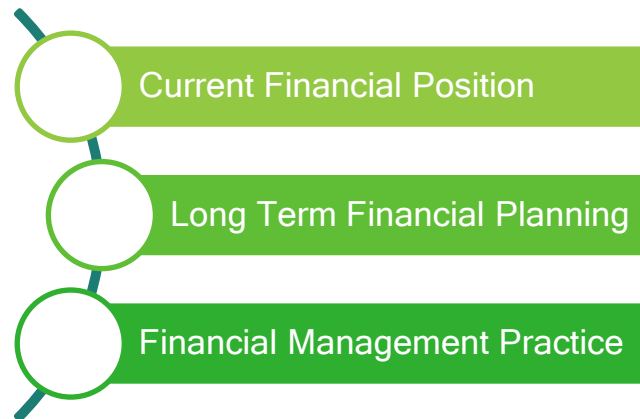 Current Financial Position
Long Term Financial Planning
Financial Management Practice